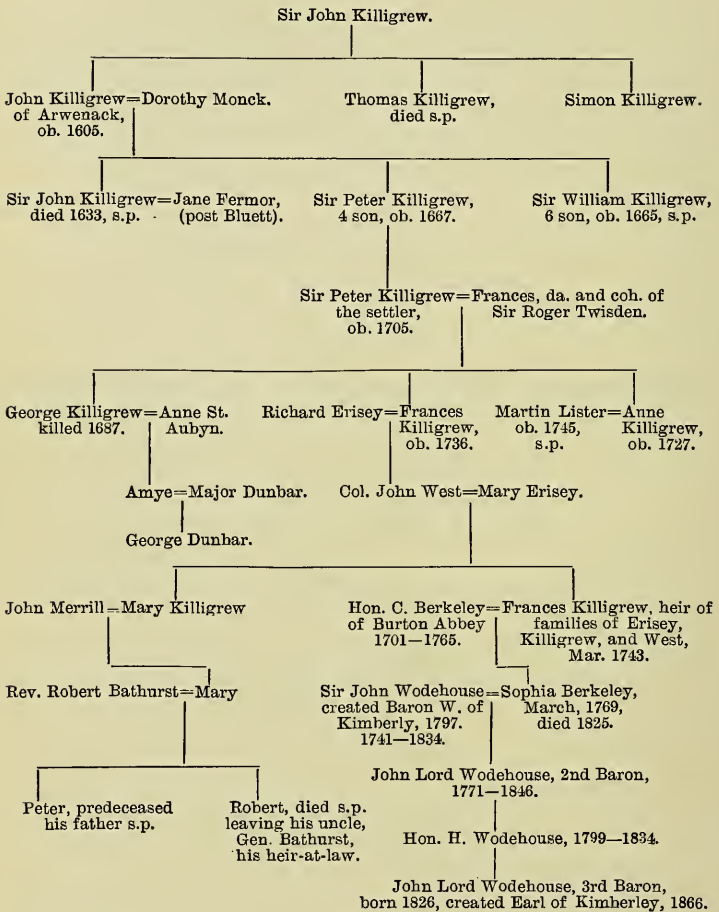 Sir John Killigrew.
John Killigrew=Dorothy Monck.
of Arwenack,
ob. 1605.
Thomas Killigrew,
died s.p.
Simon Killigrew.
Sir John Killigrew=Jane Fermor,
died 1633, s.p. - (post Bluett).
Sir Peter Killigrew,
4 son, ob. 1667.
Sir William Killigrew,
6 son, ob. 1665, s.p.
Sir Peter Killigrew=Frances, da. and coh. of
the settler, Sir Roger Twisden.
ob. 1705.
George Killigrew=Anne St.
killed 1687. Aubyn.
Richard Erisey=Frances
Killigrew,
ob. 1736.
Martin Lister=Anne
ob. 1745, Killigrew,
s.p. ob. 1727.
Amye=Major Dunbar.
Col. John West=Mary Erisey.
George Dunbar.
John Merrill=Mary Killigrew
Hon. C. Berkeley=Frances Killigrew, heir of
of Burton Abbey families of Erisey,
1701—1765. Killigrew, and West,
Mar. 1743.
Rev. Robert Bathurst=Mary
Sir John Wodehouse=Sophia Berkeley,
created Baron W. of March, 1769,
Kimberly, 1797. died 1825.
1741—1834.
John Lord Wodehouse, 2nd Baron,
1771—1846.
Peter, predeceased
his father s.p.
Robert, died s.p.
leaving his uncle,
Gen. Bathurst,
his heir-at-law.
Hon. H. Wodehouse, 1799—1834.
John Lord Wodehouse, 3rd Baron,
born 1826, created Earl of Kimberley, 1866.